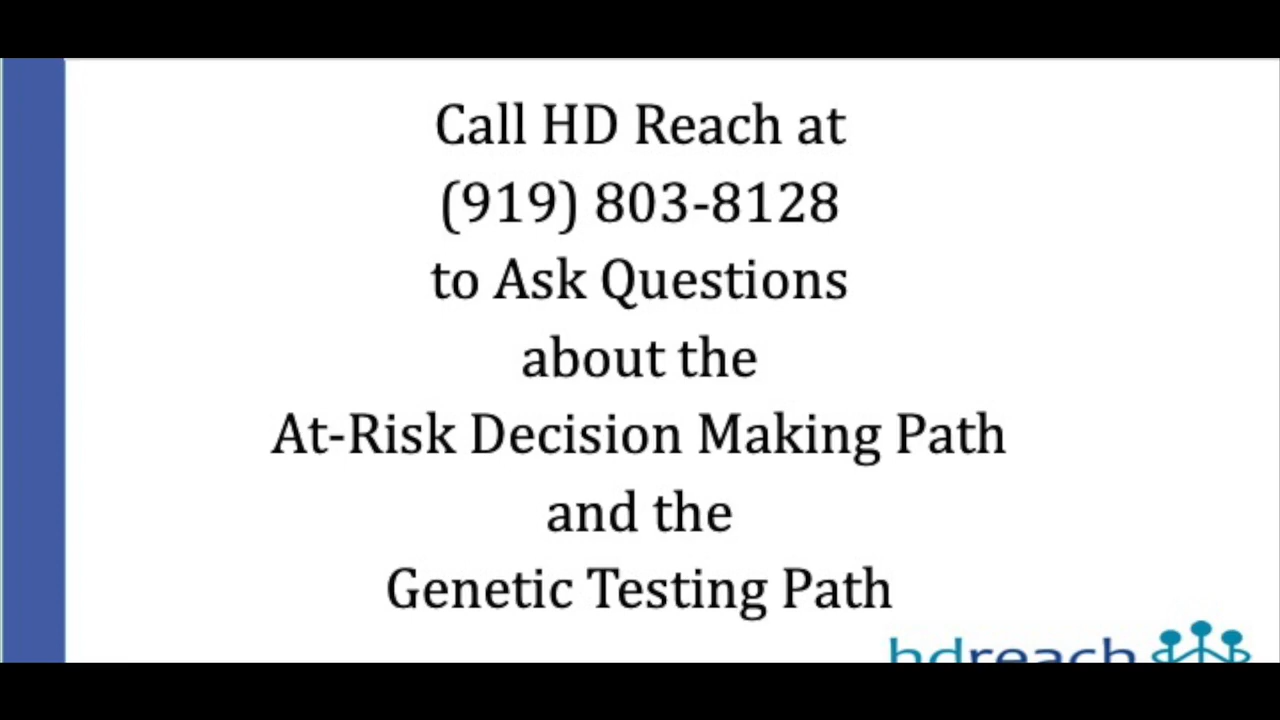 Call HD Reach at
(919) 803-8128
to Ask Questions
about the
At-Risk Decision Making Path
and the
Genetic Testing Path
hdreach